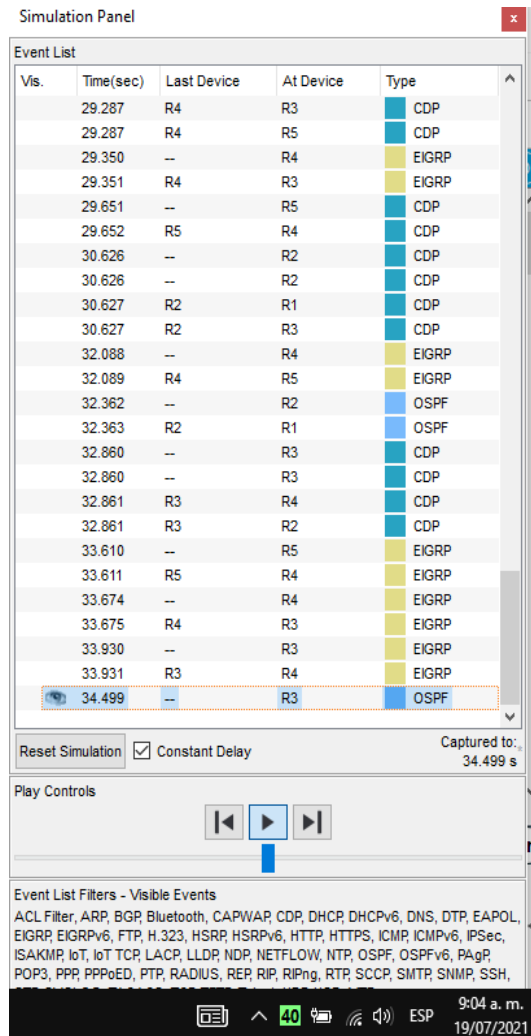 Simulation Panel
x
Event List
Vis. Time(sec) Last Device At Device Type
29.287 R4 R3 CDP
29.287 R4 R5 CDP
29.350 -- R4 EIGRP
29.351 R4 R3 EIGRP
29.651 -- R5 CDP
29.652 R5 R4 CDP
30.626 -- R2 CDP
30.626 -- R2 CDP
30.627 R2 R1 CDP
30.627 R2 R3 CDP
32.088 -- R4 EIGRP
32.089 R4 R5 EIGRP
32.362 -- R2 OSPF
32.363 R2 R1 OSPF
32.860 -- R3 CDP
32.860 -- R3 CDP
32.861 R3 R4 CDP
32.861 R3 R2 CDP
33.610 -- R5 EIGRP
33.611 R5 R4 EIGRP
33.674 -- R4 EIGRP
33.675 R4 R3 EIGRP
33.930 -- R3 EIGRP
33.931 R3 R4 EIGRP
34.499 -- R3 OSPF
Reset Simulation Constant Delay Captured to:
34.499 s
Play Controls
Event List Filters - Visible Events
ACL Filter, ARP, BGP, Bluetooth, CAPWAP, CDP, DHCP, DHCPv6, DNS, DTP, EAPOL,
EIGRP, EIGRPv6, FTP, H.323, HSRP, HSRPv6, HTTP, HTTPS, ICMP, ICMPv6, IPSec,
ISAKMP, IoT, IoT TCP, LACP, LLDP, NDP, NETFLOW, NTP, OSPF, OSPFv6, PAgP,
POP3, PPP, PPPoED, PTP, RADIUS, REP, RIP, RIPng, RTP, SCCP, SMTP, SNMP, SSH,
40 ESP 9:04 a. m.
19/07/2021